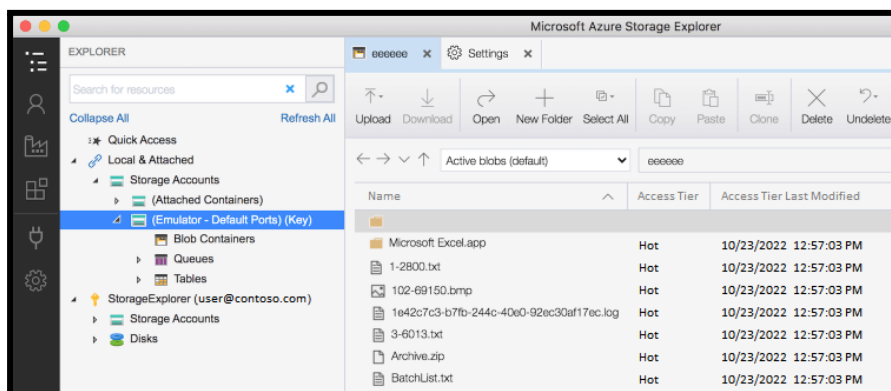 Microsoft Azure Storage Explorer
EXPLORER
Search for resources
Collapse All Refresh All
Quick Access
Local & Attached
Storage Accounts
(Attached Containers)
(Emulator - Default Ports) (Key)
Blob Containers
Queues
Tables
StorageExplorer (user@contoso.com)
Storage Accounts
Disks
eeeeee Settings
Upload Download Open New Folder Select All Copy Paste Clone Delete Undelete
Active blobs (default) eeeeee
Name Access Tier Access Tier Last Modified
Microsoft Excel.app Hot 10/23/2022 12:57:03 PM
1-2800.txt Hot 10/23/2022 12:57:03 PM
102-69150.bmp Hot 10/23/2022 12:57:03 PM
1e42c7c3-b7fb-244c-40e0-92ec30af17ec.log Hot 10/23/2022 12:57:03 PM
3-6013.txt Hot 10/23/2022 12:57:03 PM
Archive.zip Hot 10/23/2022 12:57:03 PM
BatchList.txt Hot 10/23/2022 12:57:03 PM